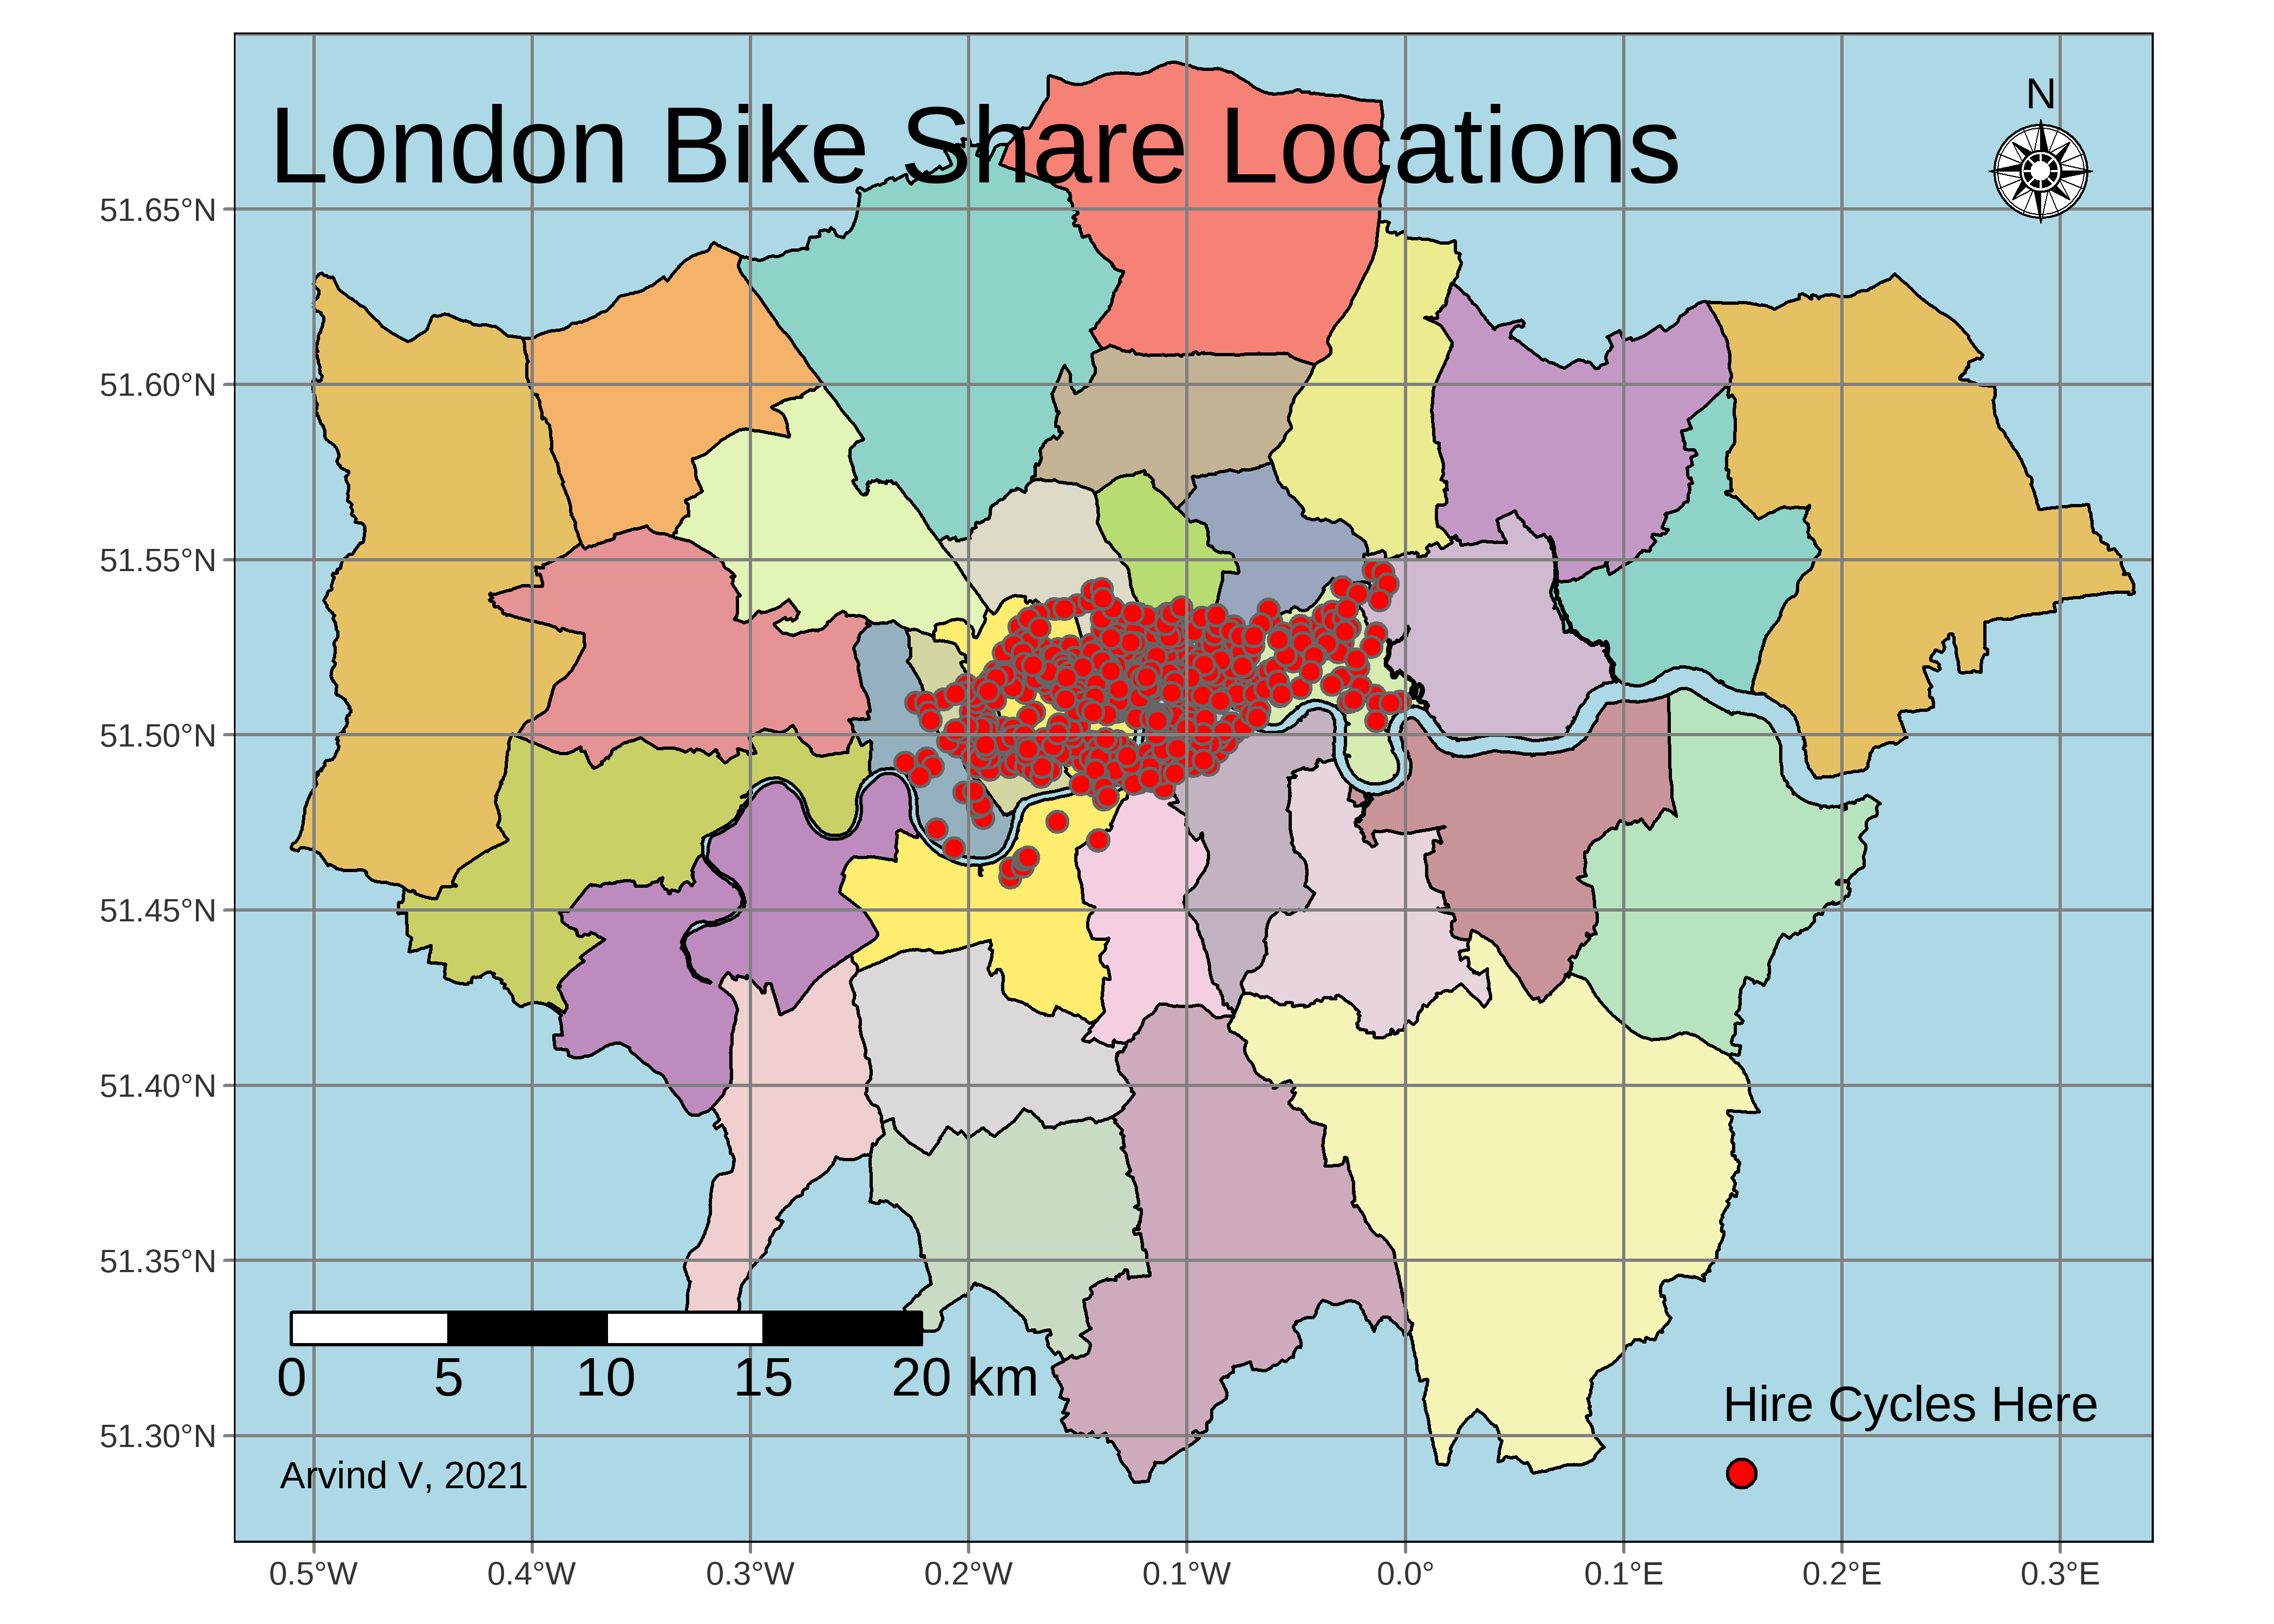 London Bike Share Locations
N
51.65°N
51.60°N
51.55°N
51.50°N
51.45°N
51.40°N
51.35°N
51.30°N
0 5 10 15 20 km
Hire Cycles Here
Arvind V, 2021
0.5°W 0.4°W 0.3°W 0.2°W 0.1°W 0.0° 0.1°E 0.2°E 0.3°E